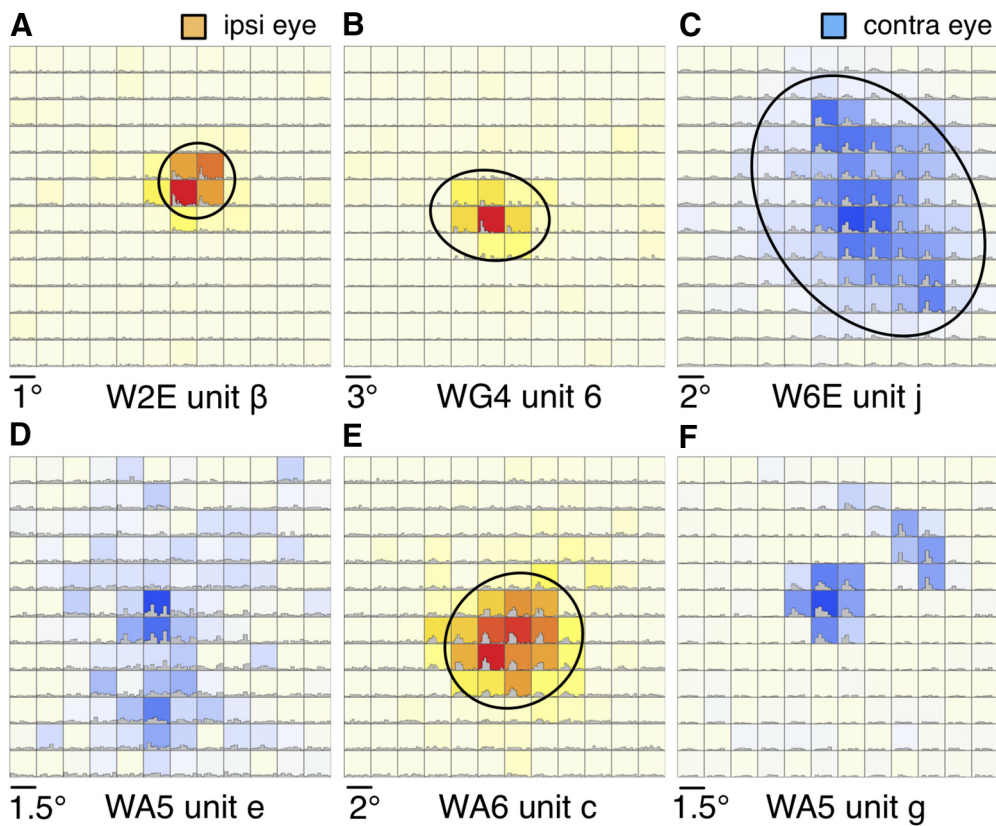 A ipsi eye B C contra eye
1° W2E unit β 3° WG4 unit 6 2° W6E unit j
D E F
1.5° WA5 unit e 2° WA6 unit c 1.5° WA5 unit g